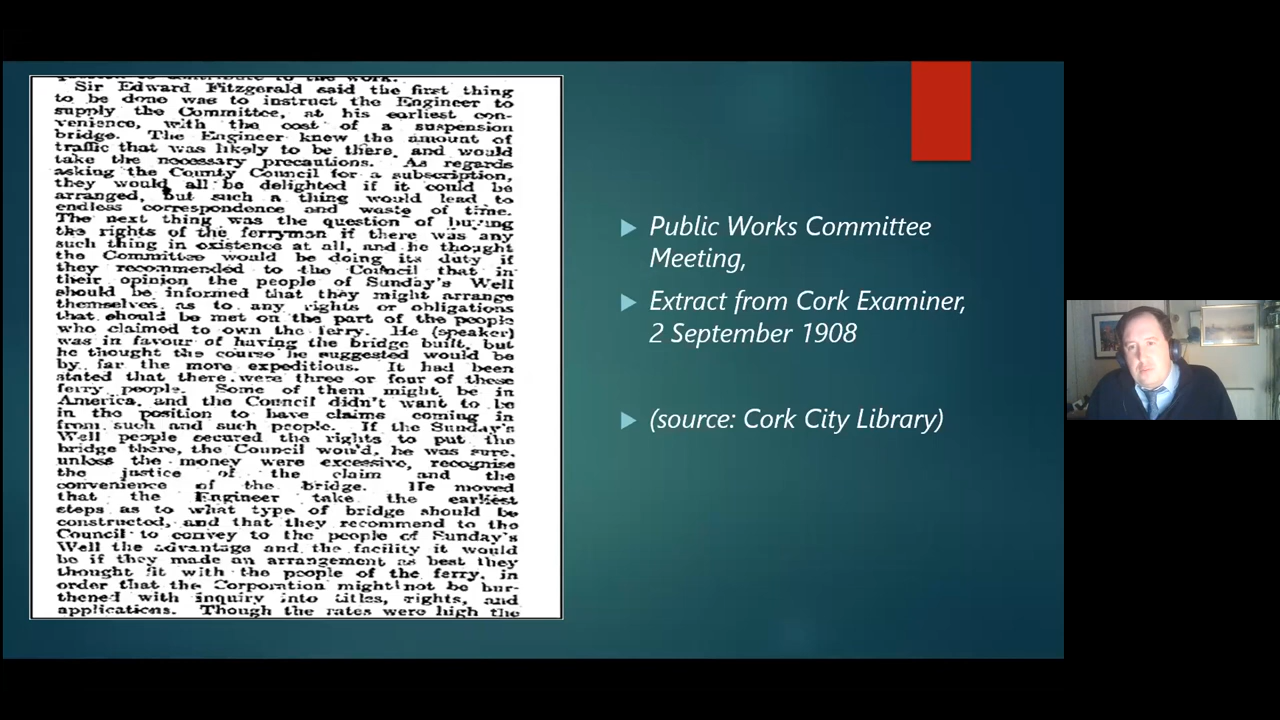 Sir Edward Fitzgerald said the first thing
to be done was to instruct the Engineer to
supply the Committee, at his earliest con-
venience, with the cost of a suspension
bridge. The Engineer knew the amount of
traffic that was likely to be there, and would
take the necessary precautions. As regards
asking the County Council for a subscription,
they would all be delighted if it could be
arranged, but such a thing would lead to
endless correspondence and waste of time.
The next thing was the question of buying
the rights of the ferryman if there was any
such thing in existence at all, and he thought
the Committee would be doing its duty if
they recommended to the Council that in
their opinion the people of Sunday's Well
should be informed that they might arrange
themselves as to any rights or obligations
that should be met on the part of the people
who claimed to own the ferry. He (speaker)
was in favour of having the bridge built, but
he thought the course he suggested would be
by far the more expeditious. It had been
stated that there were three or four of these
ferry people. Some of them might be in
America, and the Council didn't want to be
in the position to have claims coming in
from such and such people. If the Sunday's
Well people secured the rights to put the
bridge there, the Council would, he was sure,
unless the money were excessive, recognise
the justice of the claim and the
convenience of the bridge. He moved
that the Engineer take the earliest
steps as to what type of bridge should be
constructed, and that they recommend to the
Council to convey to the people of Sunday's
Well the advantage and the facility it would
be if they made an arrangement as best they
thought fit with the people of the ferry, in
order that the Corporation might not be bur-
thened with inquiry into titles, rights, and
applications. Though the rates were high the
Public Works Committee
Meeting,
Extract from Cork Examiner,
2 September 1908
(source: Cork City Library)